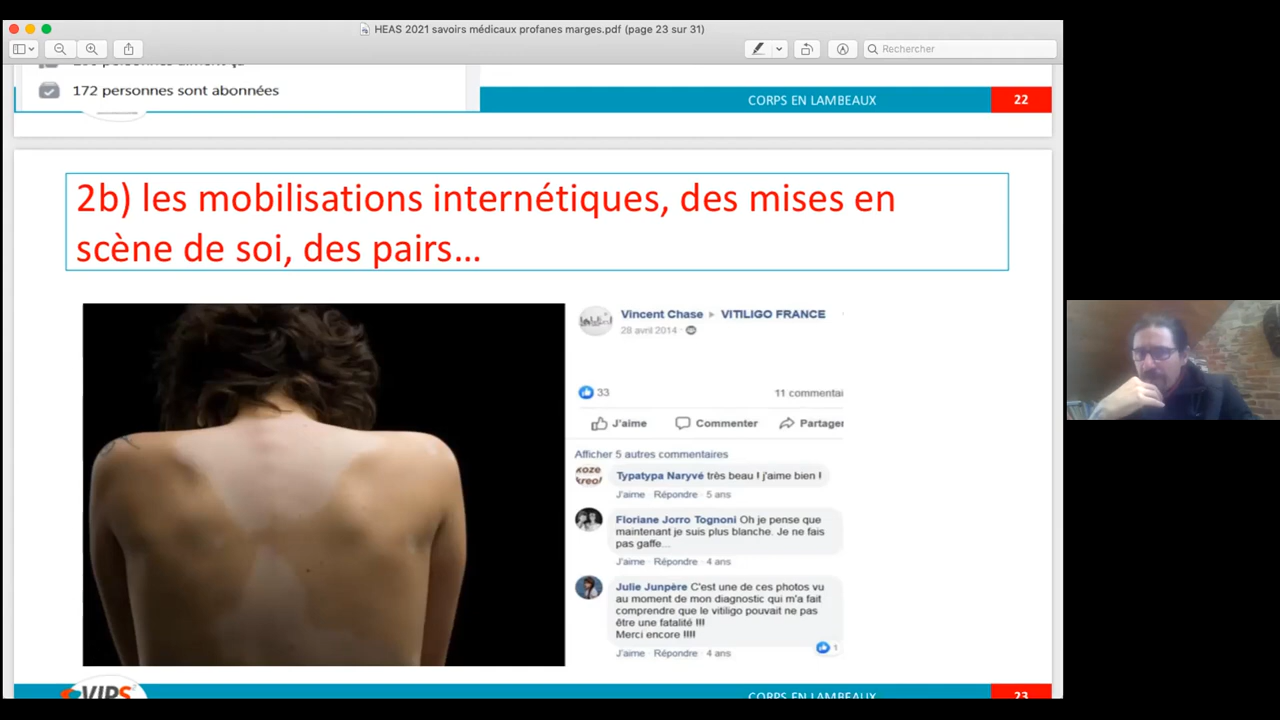 HEAS 2021 savoirs médicaux profanes marges.pdf (page 23 sur 31)
Rechercher
172 personnes sont abonnées
CORPS EN LAMBEAUX
22
2b) les mobilisations internétiques, des mises en
scène de soi, des pairs...
Vincent Chase ▸ VITILIGO FRANCE
28 avril 2014 ·
33
11 commentai
J'aime
Commenter
Partager
Afficher 5 autres commentaires
Typatypa Naryvé très beau ! j'aime bien !
J'aime · Répondre · 5 ans
Floriane Jorro Tognoni Oh je pense que
maintenant je suis plus blanche. Je ne fais
pas gaffe...
J'aime · Répondre · 4 ans
Julie Junpère C'est une de ces photos vu
au moment de mon diagnostic qui m'a fait
comprendre que le vitiligo pouvait ne pas
être une fatalité !!!
Merci encore !!!!
J'aime · Répondre · 4 ans
1
VIPS
CORPS EN LAMBEAUX
23